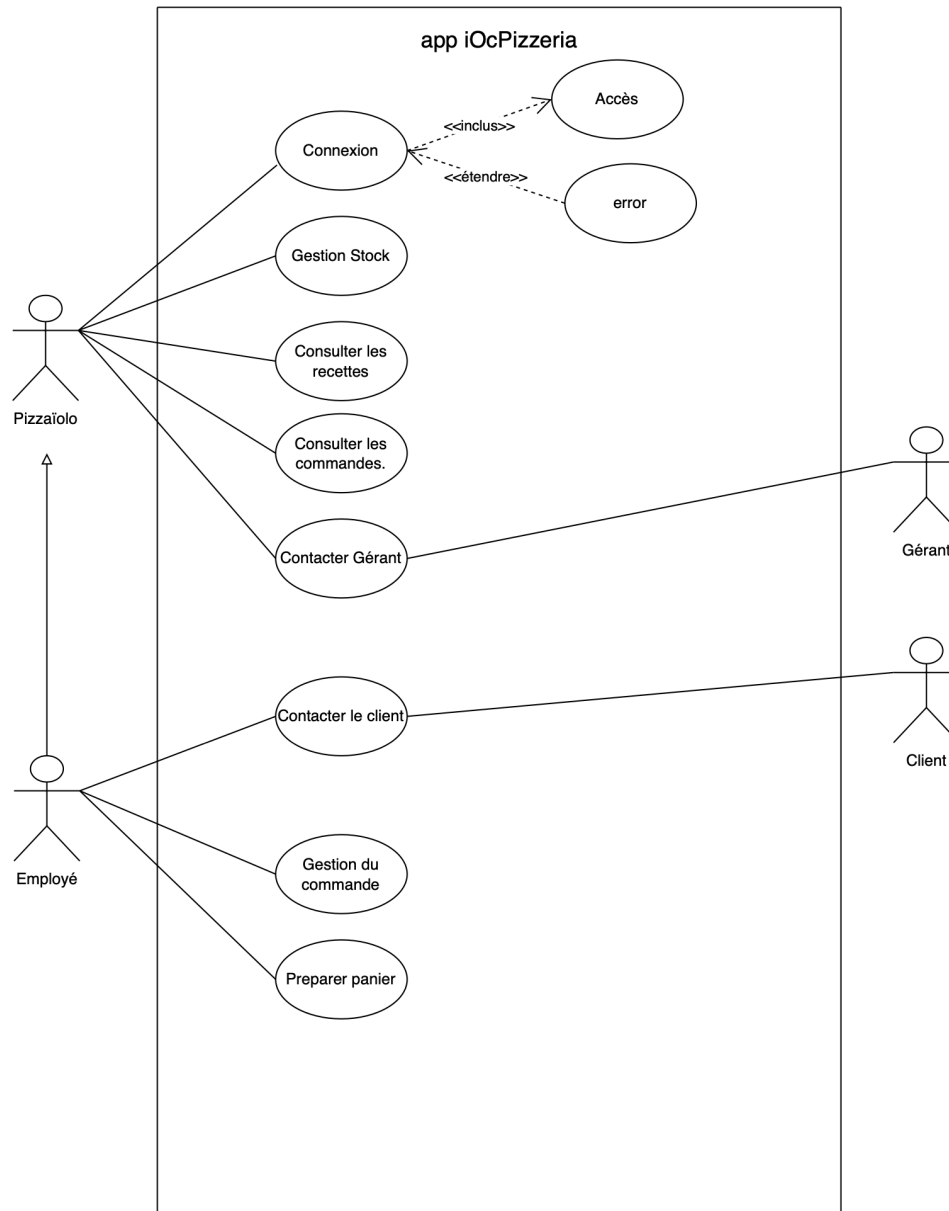 app iOcPizzeria
Accès
<<inclus>>
Connexion
<<étendre>>
error
Gestion Stock
Consulter les
recettes
Pizzaïolo
Consulter les
commandes.
Contacter Gérant
Gérant
Contacter le client
Client
Employé
Gestion du
commande
Preparer panier